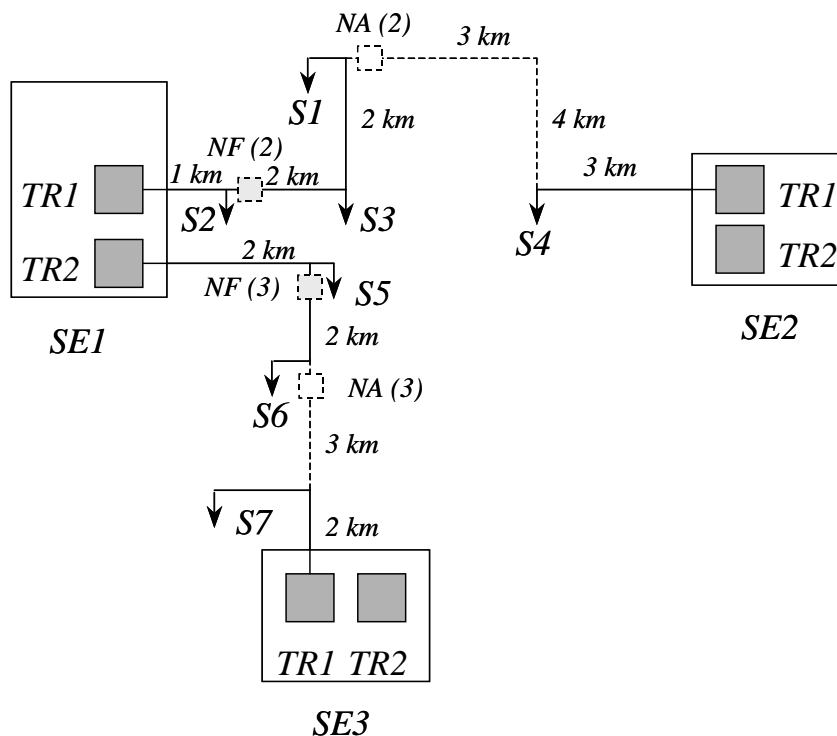 NA (2)
3 km
S1
2 km
4 km
NF (2)
1 km
2 km
3 km
TR1
S2
S3
S4
TR1
2 km
TR2
NF (3)
S5
TR2
SE1
SE2
2 km
NA (3)
S6
3 km
S7
2 km
TR1 TR2
SE3